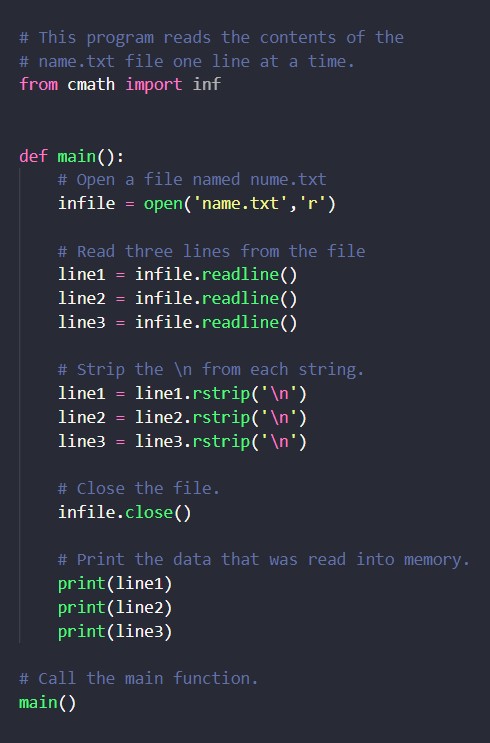 # This program reads the contents of the
# name.txt file one line at a time.
from cmath import inf
def main():
# Open a file named nume.txt
infile = open('name.txt','r')
# Read three lines from the file
line1 = infile.readline()
line2 = infile.readline()
line3 = infile.readline()
# Strip the \n from each string.
line1 = line1.rstrip('\n')
line2 = line2.rstrip('\n')
line3 = line3.rstrip('\n')
# Close the file.
infile.close()
# Print the data that was read into memory.
print(line1)
print(line2)
print(line3)
# Call the main function.
main()